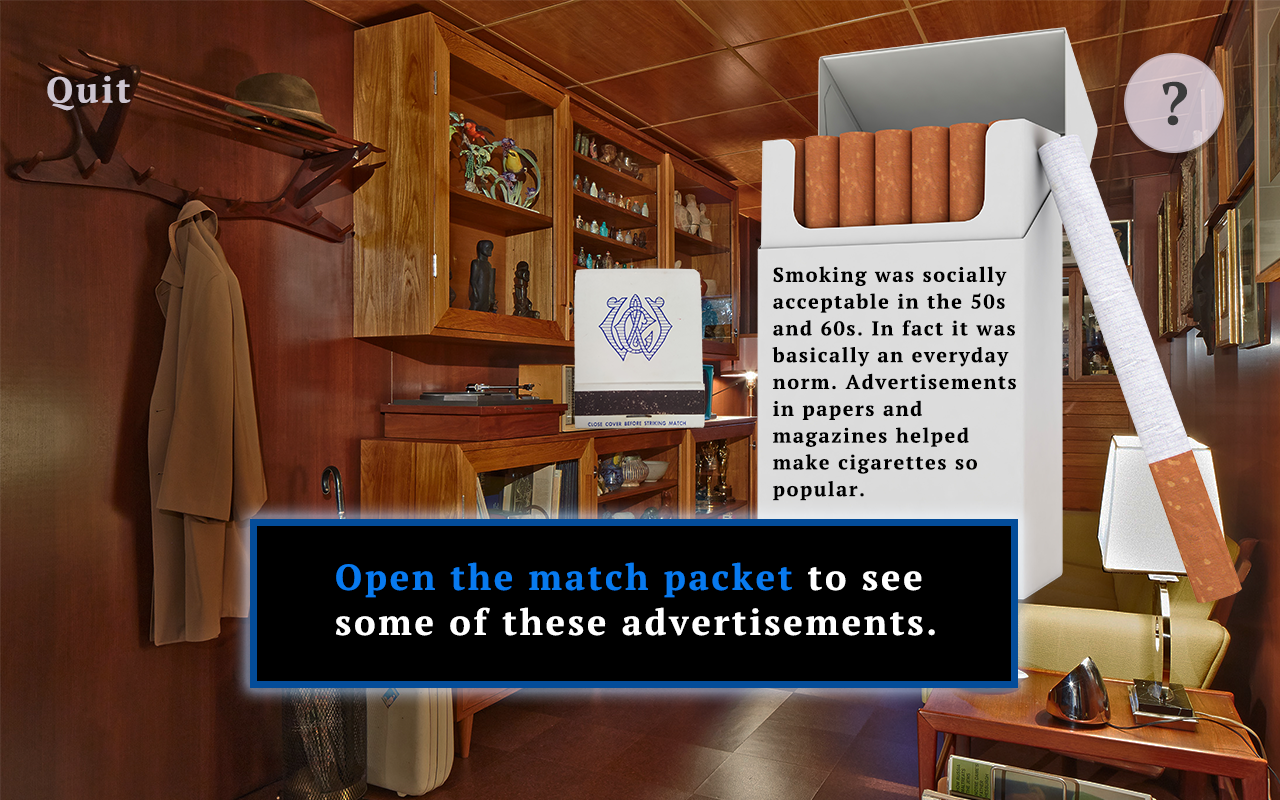 Quit
?
Smoking was socially
acceptable in the 50s
and 60s. In fact it was
basically an everyday
norm. Advertisements
in papers and
magazines helped
make cigarettes so
popular.
CLOSE COVER BEFORE STRIKING MATCH
Open the match packet to see
some of these advertisements.